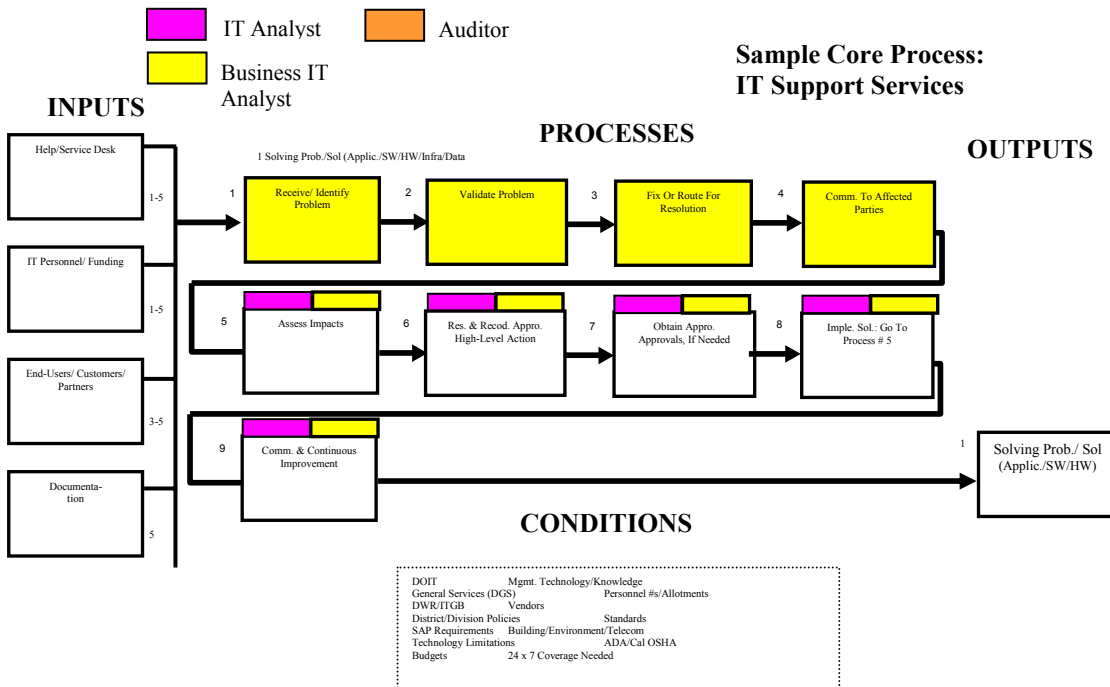 IT Analyst
Auditor
Business IT
Analyst
Sample Core Process:
IT Support Services
INPUTS
PROCESSES
OUTPUTS
Help/Service Desk
1-5
IT Personnel/ Funding
1-5
End-Users/ Customers/
Partners
3-5
Documenta-
tion
5
1 Solving Prob./Sol (Applic./SW/HW/Infra/Data
1
Receive/ Identify
Problem
2
Validate Problem
3
Fix Or Route For
Resolution
4
Comm. To Affected
Parties
5
Assess Impacts
6
Res. & Recod. Appro.
High-Level Action
7
Obtain Appro.
Approvals, If Needed
8
Imple. Sol.: Go To
Process # 5
9
Comm. & Continuous
Improvement
1
Solving Prob./ Sol
(Applic./SW/HW)
CONDITIONS
DOIT Mgmt. Technology/Knowledge
General Services (DGS) Personnel #s/Allotments
DWR/ITGB Vendors
District/Division Policies Standards
SAP Requirements Building/Environment/Telecom
Technology Limitations ADA/Cal OSHA
Budgets 24 x 7 Coverage Needed